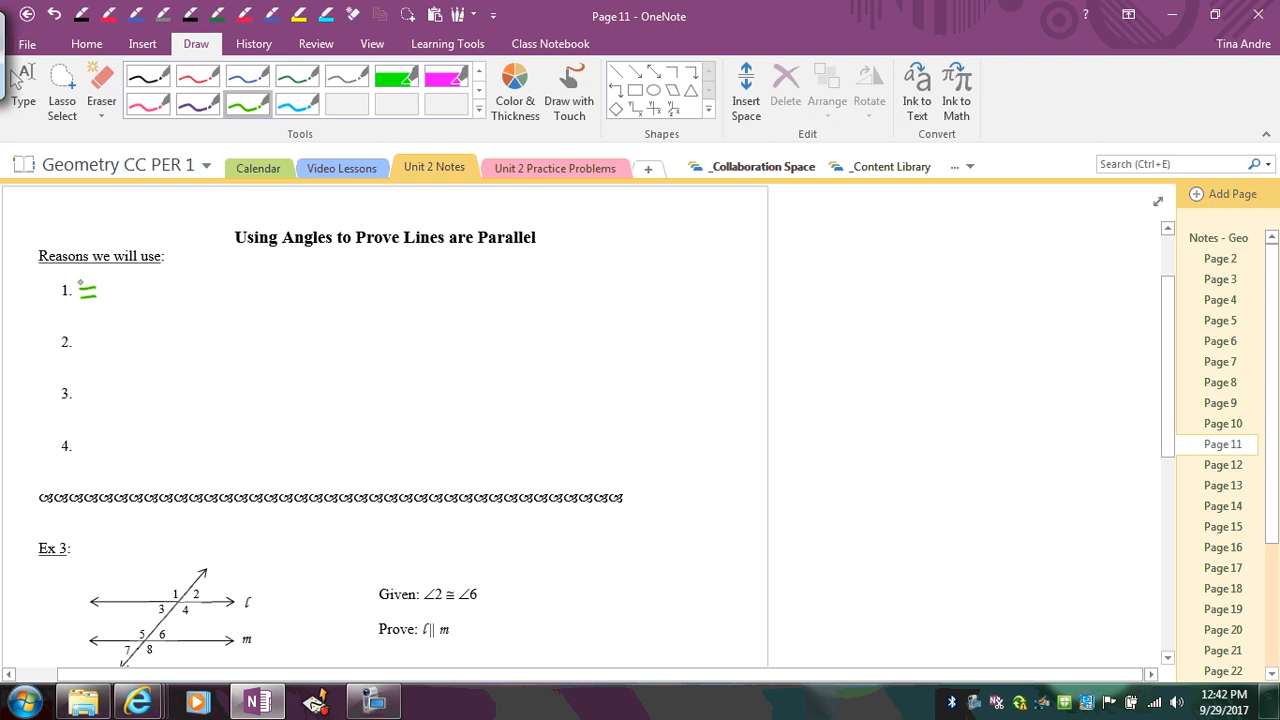 Page 11 - OneNote
?
File
Home
Insert
Draw
History
Review
View
Learning Tools
Class Notebook
Tina Andre
Type
Lasso Select
Eraser
Color & Thickness
Draw with Touch
Insert Space
Delete
Arrange
Rotate
Ink to Text
Ink to Math
Tools
Shapes
Edit
Convert
Geometry CC PER 1
Calendar
Video Lessons
Unit 2 Notes
Unit 2 Practice Problems
+
_Collaboration Space
_Content Library
...
Search (Ctrl+E)
Add Page
Notes - Geo
Page 2
Page 3
Page 4
Page 5
Page 6
Page 7
Page 8
Page 9
Page 10
Page 11
Page 12
Page 13
Page 14
Page 15
Page 16
Page 17
Page 18
Page 19
Page 20
Page 21
Page 22
Using Angles to Prove Lines are Parallel
Reasons we will use:
1. =
2.
3.
4.
Ex 3:
1 2
3 4
l
5 6
7 8
m
Given: ∠2 ≅ ∠6
Prove: l || m
12:42 PM
9/29/2017